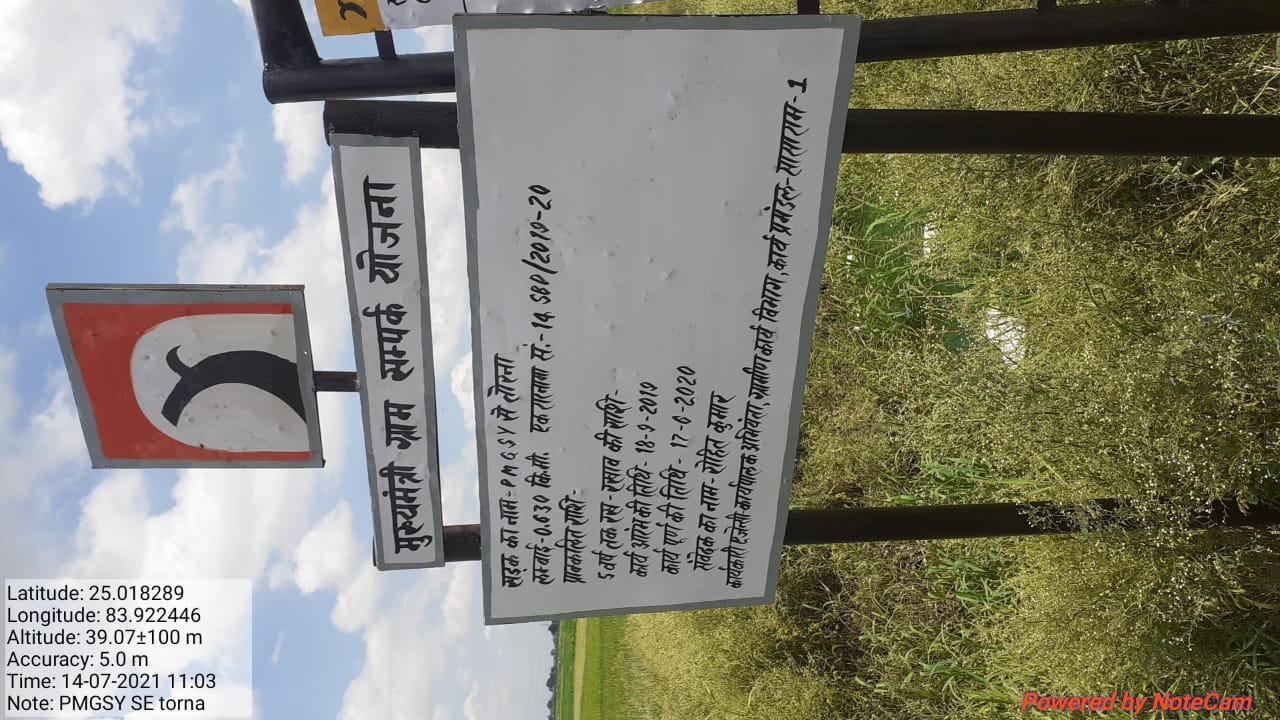 मुख्यमंत्री ग्राम सम्पर्क योजना
सड़क का नाम:- PMGSY से तोरना
लम्बाई-0.630 कि.मी. एकरारनामा सं.-14 SBD/2019-20
प्राक्कलित राशि-
5 वर्ष तक रख-रखाव की राशि-
कार्य आरंभ की तिथि- 18-9-2019
कार्य पूर्ण की तिथि- 17-6-2020
संवेदक का नाम- रोहित कुमार
कार्यकारी एजेंसी कार्यपालक अभियंता, ग्रामीण कार्य विभाग, कार्य प्रमंडल-सासाराम-1
Latitude: 25.018289
Longitude: 83.922446
Altitude: 39.07±100 m
Accuracy: 5.0 m
Time: 14-07-2021 11:03
Note: PMGSY SE torna
Powered by NoteCam